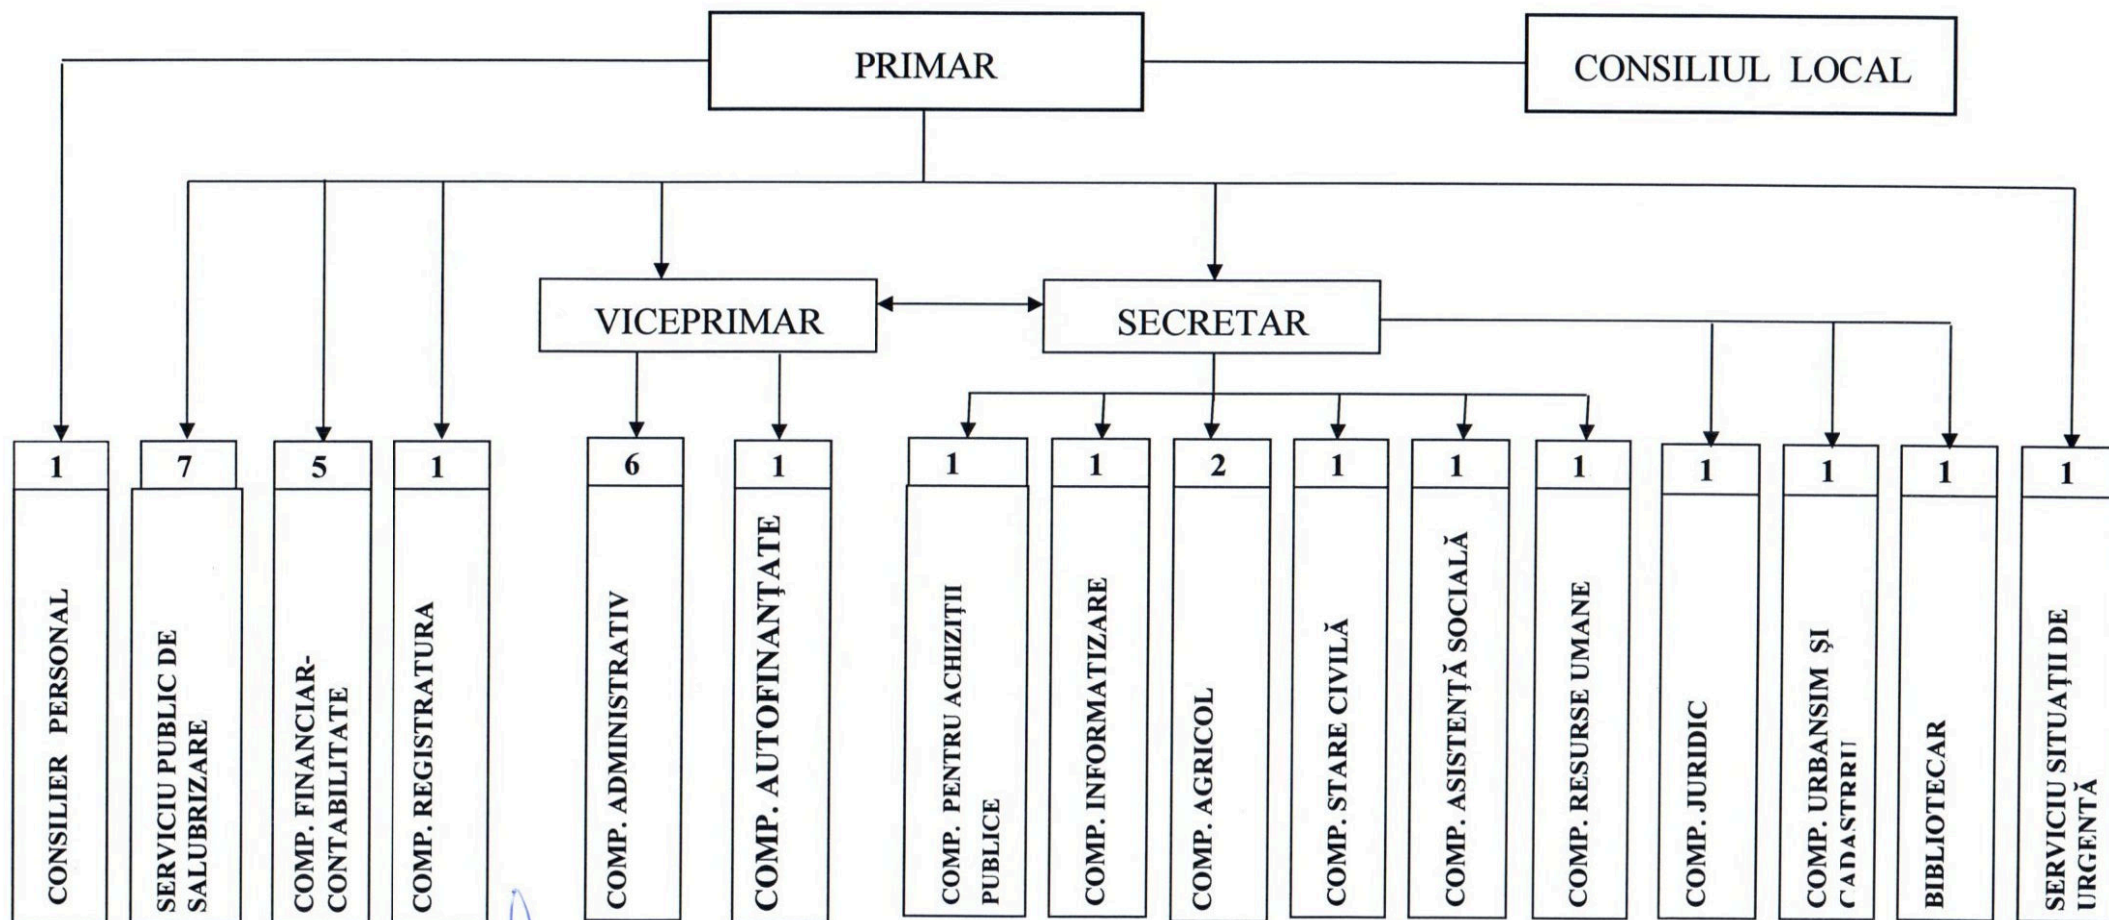 PRIMAR
CONSILIUL LOCAL
VICEPRIMAR
SECRETAR
1
CONSILIER PERSONAL
7
SERVICIU PUBLIC DE
SALUBRIZARE
5
COMP. FINANCIAR-
CONTABILITATE
1
COMP. REGISTRATURA
6
COMP. ADMINISTRATIV
1
COMP. AUTOFINANȚATE
1
COMP. PENTRU ACHIZIȚII
PUBLICE
1
COMP. INFORMATIZARE
2
COMP. AGRICOL
1
COMP. STARE CIVILĂ
1
COMP. ASISTENȚĂ SOCIALĂ
1
COMP. RESURSE UMANE
1
COMP. JURIDIC
1
COMP. URBANSIM ȘI
CADASTRRU
1
BIBLIOTECAR
1
SERVICIU SITUAȚII DE
URGENTĂ